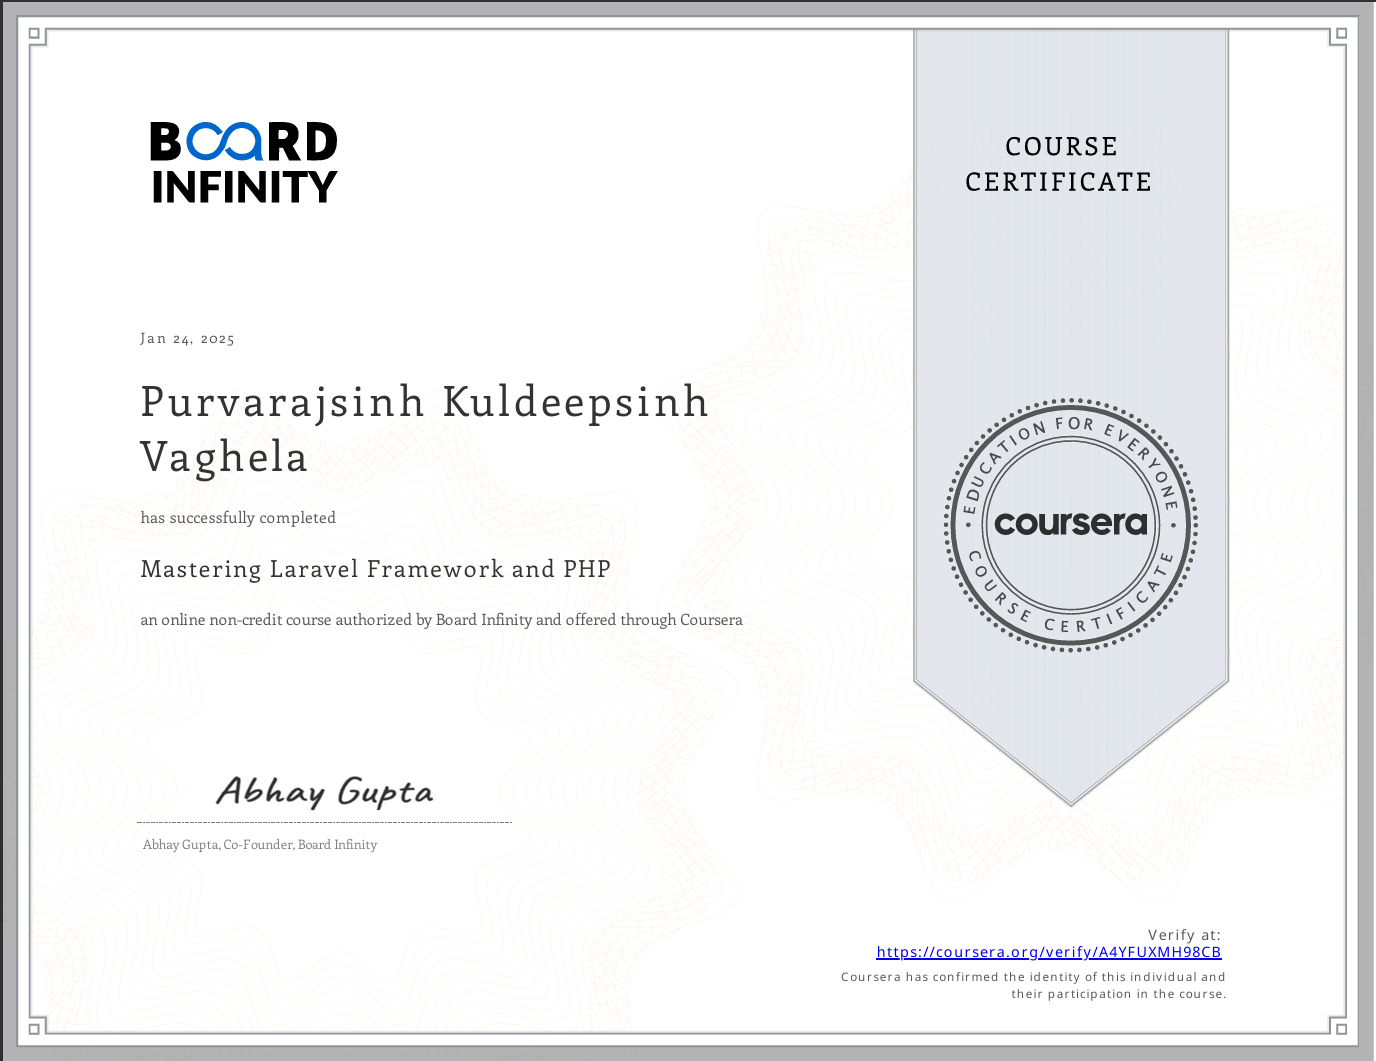 BOARD
INFINITY
COURSE
CERTIFICATE
Jan 24, 2025
Purvarajsinh Kuldeepsinh
Vaghela
has successfully completed
Mastering Laravel Framework and PHP
an online non-credit course authorized by Board Infinity and offered through Coursera
EDUCATION FOR EVERYONE
coursera
COURSE CERTIFICATE
Abhay Gupta
Abhay Gupta, Co-Founder, Board Infinity
Verify at:
https://coursera.org/verify/A4YFUXMH98CB
Coursera has confirmed the identity of this individual and
their participation in the course.